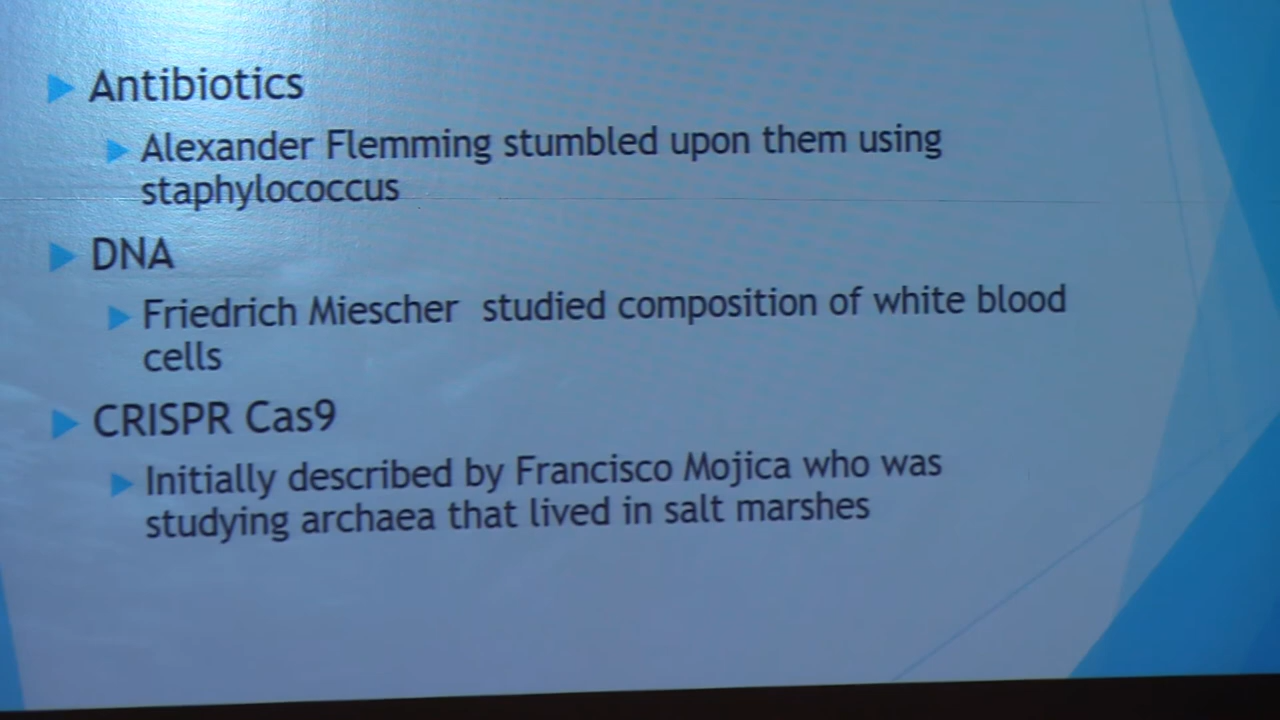 Antibiotics
Alexander Flemming stumbled upon them using
staphylococcus
DNA
Friedrich Miescher studied composition of white blood
cells
CRISPR Cas9
Initially described by Francisco Mojica who was
studying archaea that lived in salt marshes